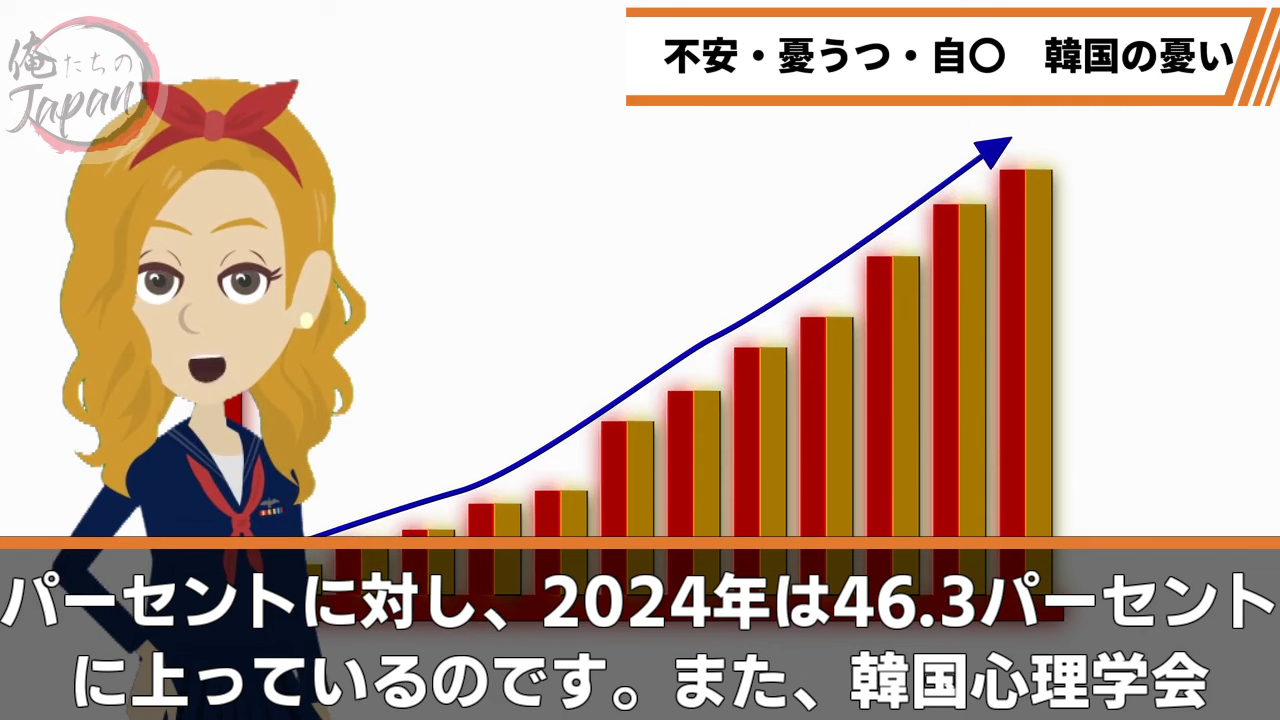 俺たちの
Japan
不安・憂うつ・自〇　韓国の憂い
パーセントに対し、2024年は46.3パーセント
に上っているのです。また、韓国心理学会